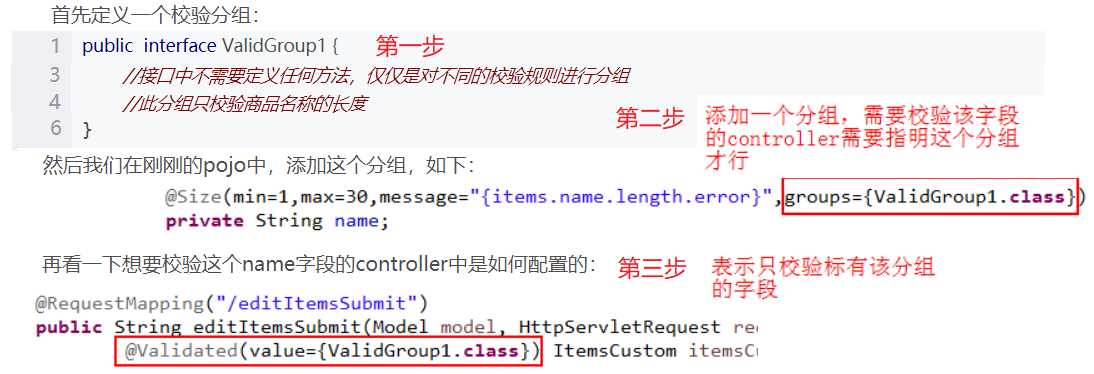 首先定义一个校验分组：
1 public interface ValidGroup1 { 第一步
3 //接口中不需要定义任何方法，仅仅是对不同的校验规则进行分组
4 //此分组只校验商品名称的长度
6 }
第二步 添加一个分组，需要校验该字段
的controller需要指明这个分组
才行
然后我们在刚刚的pojo中，添加这个分组，如下：
@Size(min=1,max=30,message="{items.name.length.error}",groups={ValidGroup1.class})
private String name;
再看一下想要校验这个name字段的controller中是如何配置的： 第三步 表示只校验标有该分组
的字段
@RequestMapping("/editItemsSubmit")
public String editItemsSubmit(Model model, HttpServletRequest rec
@Validated(value={ValidGroup1.class}) ItemsCustom itemsCu